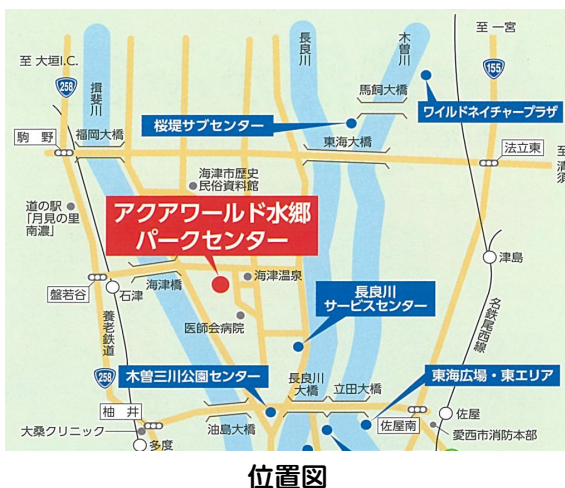 至 一宮
至 大垣I.C.
258
揖斐川
長良川
木曽川
155
馬飼大橋
ワイルドネイチャープラザ
桜堤サブセンター
駒野
福岡大橋
東海大橋
法立東
至 清須
海津市歴史
民俗資料館
道の駅
「月見の里
南濃」
アクアワールド水郷
パークセンター
津島
海津温泉
海津橋
盤若谷
石津
長良川
サービスセンター
医師会病院
養老鉄道
名鉄尾西線
258
木曽三川公園センター
長良川
大橋
立田大橋
東海広場・東エリア
柚井
油島大橋
佐屋
佐屋南
大桑クリニック
愛西市消防本部
多度
位置図